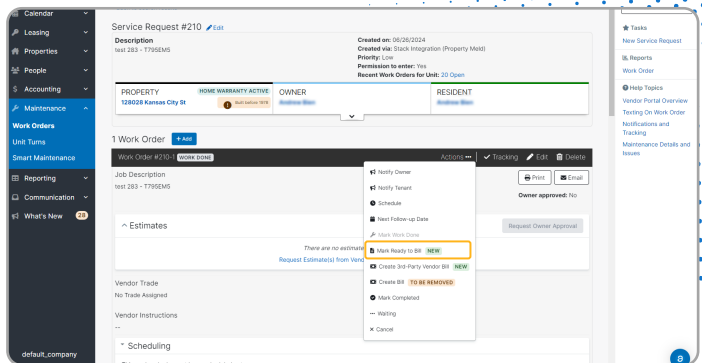 Calendar
Leasing
Properties
People
$ Accounting
Maintenance
Work Orders
Unit Turns
Smart Maintenance
Reporting
Communication
What's New 28
default_company
Service Request #210 Edit
Description
test 283 - T795EM5
Created on: 06/26/2024
Created via: Stack Integration (Property Meld)
Priority: Low
Permission to enter: Yes
Recent Work Orders for Unit: 20 Open
PROPERTY HOME WARRANTY ACTIVE
128028 Kansas City St Built before 1978
OWNER
RESIDENT
1 Work Order + Add
Work Order #210-1 WORK DONE Actions ••• Tracking Edit Delete
Job Description
test 283 - T795EM5
Print Email
Owner approved: No
Estimates
Request Owner Approval
There are no estimate
Request Estimate(s) from Vend
Vendor Trade
No Trade Assigned
Vendor Instructions
--
Scheduling
Notify Owner
Notify Tenant
Schedule
Next Follow-up Date
Mark Work Done
Mark Ready to Bill NEW
Create 3rd-Party Vendor Bill NEW
Create Bill TO BE REMOVED
Mark Completed
Waiting
Cancel
Tasks
New Service Request
Reports
Work Order
Help Topics
Vendor Portal Overview
Texting On Work Order
Notifications and
Tracking
Maintenance Details and
Issues
a